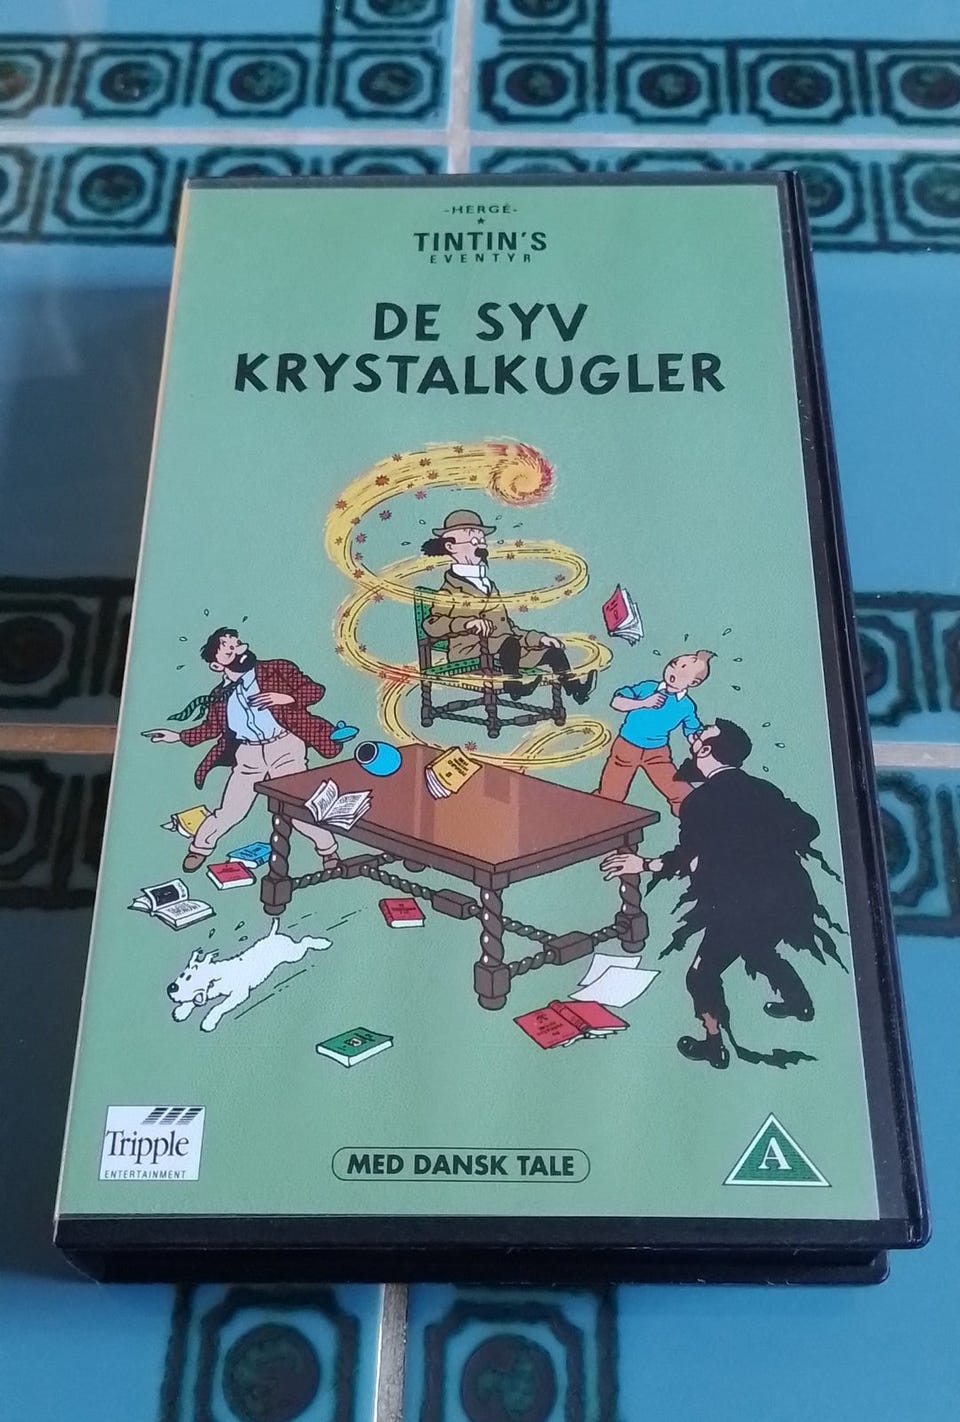 -HERGÉ-
TINTIN'S
EVENTYR
DE SYV
KRYSTALKUGLER
Tripple
ENTERTAINMENT
MED DANSK TALE
A